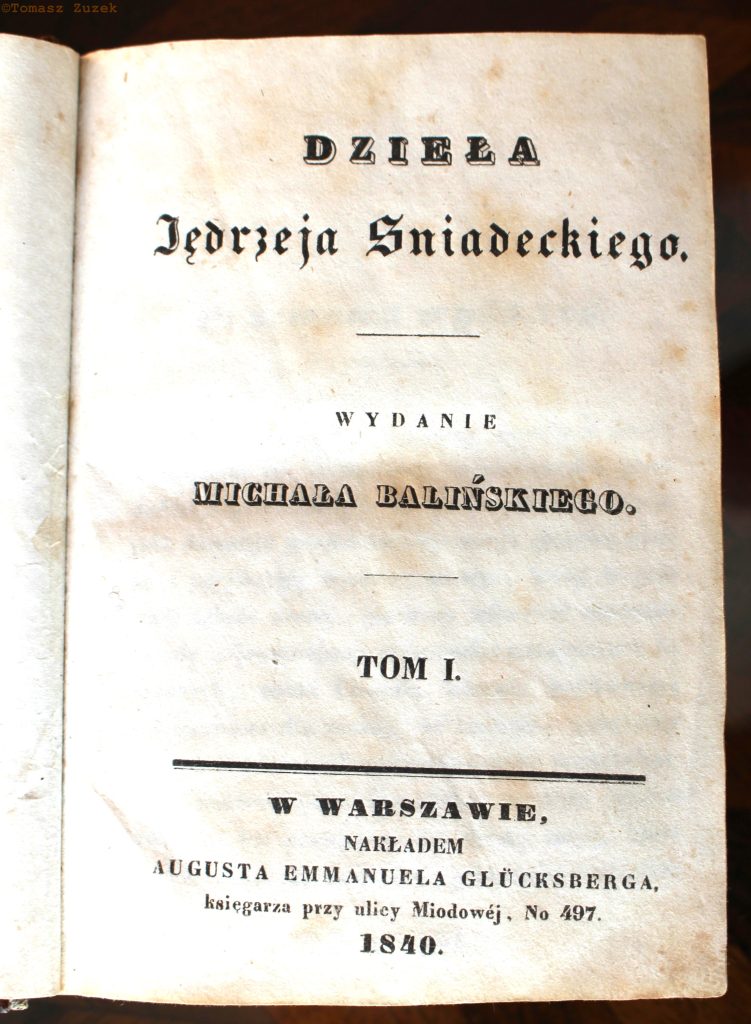 ©Tomasz Zuzek
DZIEŁA
Jędrzeja Sniadeckiego.
WYDANIE
MICHAŁA BALIŃSKIEGO.
TOM I.
W WARSZAWIE,
NAKŁADEM
AUGUSTA EMMANUELA GLÜCKSBERGA,
księgarza przy ulicy Miodowéj, No 497.
1840.